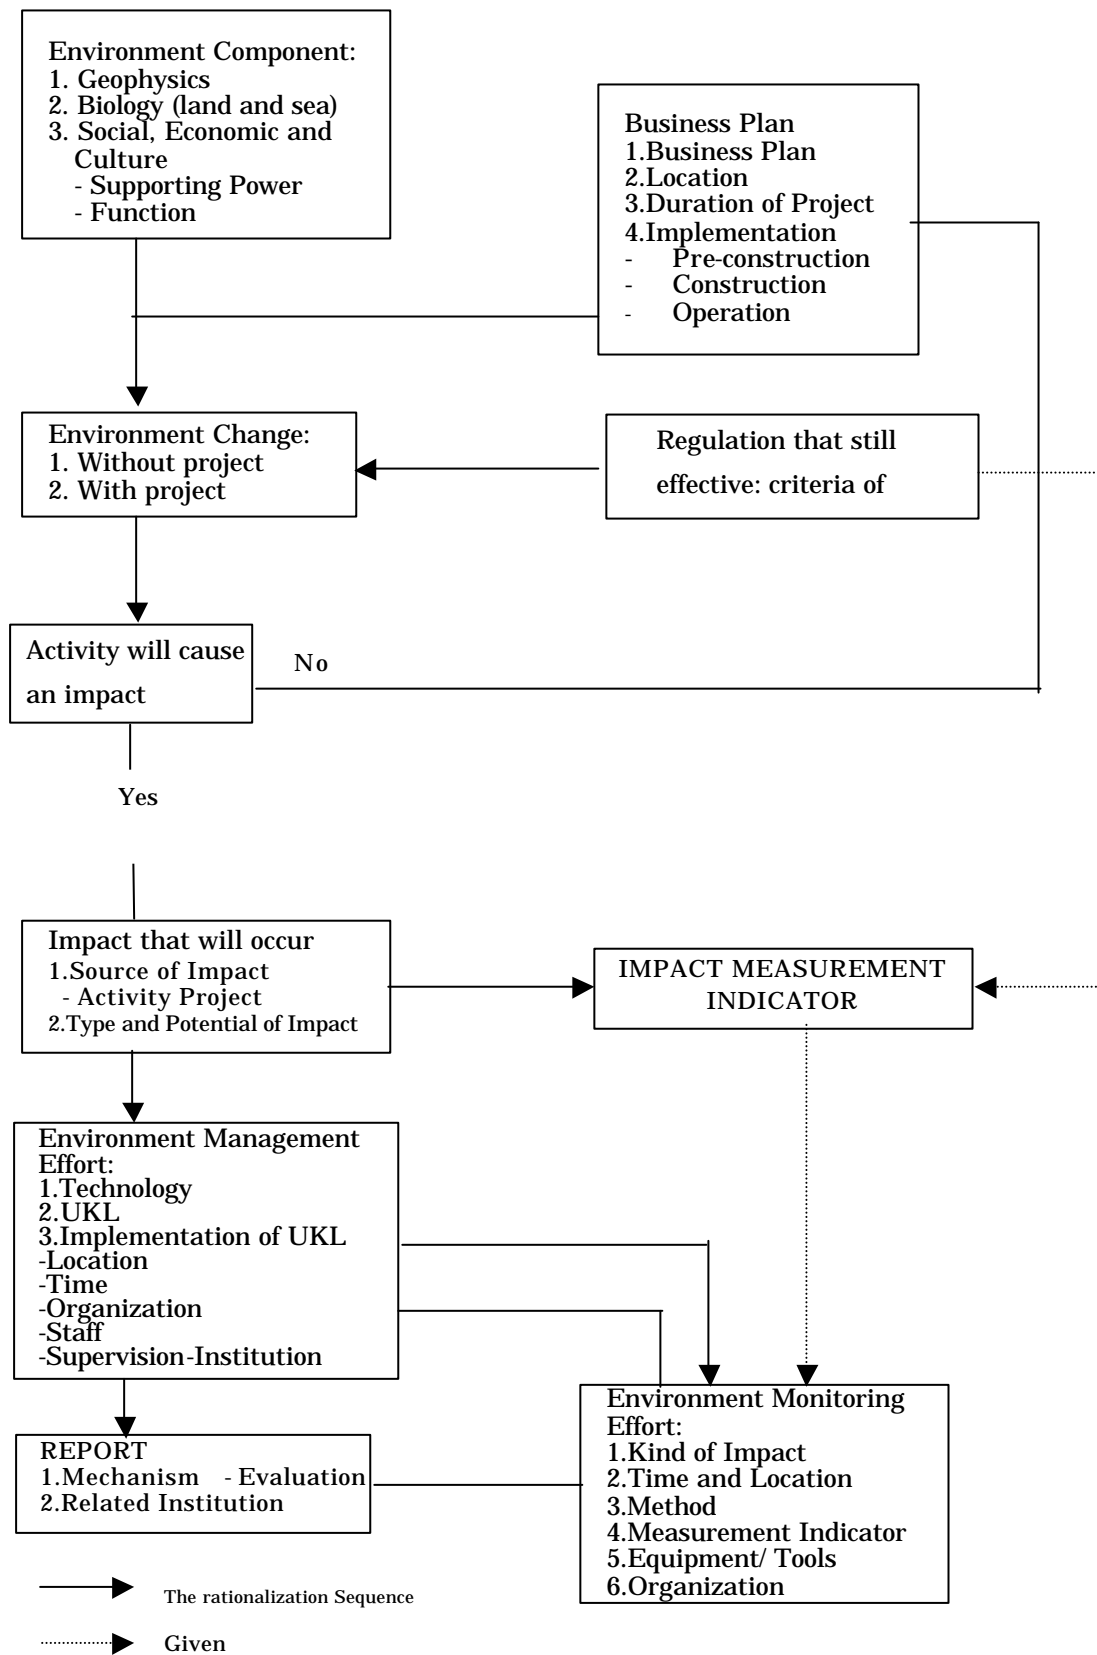 Environment Component:
1. Geophysics
2. Biology (land and sea)
3. Social, Economic and
Culture
- Supporting Power
- Function
Business Plan
1.Business Plan
2.Location
3.Duration of Project
4.Implementation
- Pre-construction
- Construction
- Operation
Environment Change:
1. Without project
2. With project
Regulation that still
effective: criteria of
Activity will cause
an impact
No
Yes
Impact that will occur
1.Source of Impact
- Activity Project
2.Type and Potential of Impact
IMPACT MEASUREMENT
INDICATOR
Environment Management
Effort:
1.Technology
2.UKL
3.Implementation of UKL
-Location
-Time
-Organization
-Staff
-Supervision-Institution
Environment Monitoring
Effort:
1.Kind of Impact
2.Time and Location
3.Method
4.Measurement Indicator
5.Equipment/ Tools
6.Organization
REPORT
1.Mechanism - Evaluation
2.Related Institution
The rationalization Sequence
Given